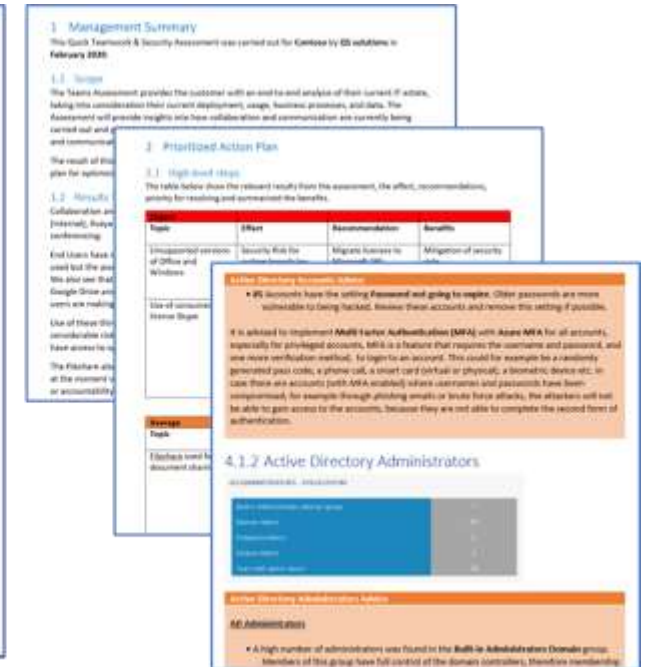 1 Management Summary
This Quick Teamwork & Security Assessment was carried out for Contoso by QS solutions in
February 2020.
1.1 Scope
The Teams Assessment provides the customer with an end-to-end analysis of their current IT estate,
taking into consideration their current deployment, usage, business processes, and data. The
Assessment will provide insights into how collaboration and communication are currently being
carried out and
and communicat
The result of this
plan for optimiz
1.2 Results
Collaboration an
(internal), Avaya
conferencing.
End Users have
used but the
We also see that
Google Drive and
users are making
Use of these thir
considerable risk
have access to
The fileshare also
at the moment
or accountability
2 Prioritized Action Plan
2.1 High-level steps
The table below show the relevant results from the assessment, the effect, recommendations,
priority for resolving and summarized the benefits.
Topic Effect Recommendation Benefits
Unsupported versions Security Risk for Migrate licenses to Mitigation of security
of Office and
Windows
Use of consumer
license Skype
Average
Topic
Fileshare used for
document sharing
Active Directory Accounts Advice
• 85 Accounts have the setting Password not going to expire. Older passwords are more
vulnerable to being hacked. Review these accounts and remove this setting if possible.
It is advised to implement Multi Factor Authentication (MFA) with Azure MFA for all accounts,
especially for privileged accounts. MFA is a feature that requires the username and password, and
one more verification method, to login to an account. This could for example be a randomly
generated pass code, a phone call, a smart card (virtual or physical), a biometric device etc. In
case there are accounts (with MFA enabled) where usernames and passwords have been
compromised, for example through phishing emails or brute force attacks, the attackers will not
be able to gain access to the accounts, because they are not able to complete the second form of
authentication.
4.1.2 Active Directory Administrators
Active Directory Administrators Advice
All Administrators
• A high number of administrators was found in the Built-in Administrators Domain group.
Members of this group have full control of the domain controllers, therefore membership